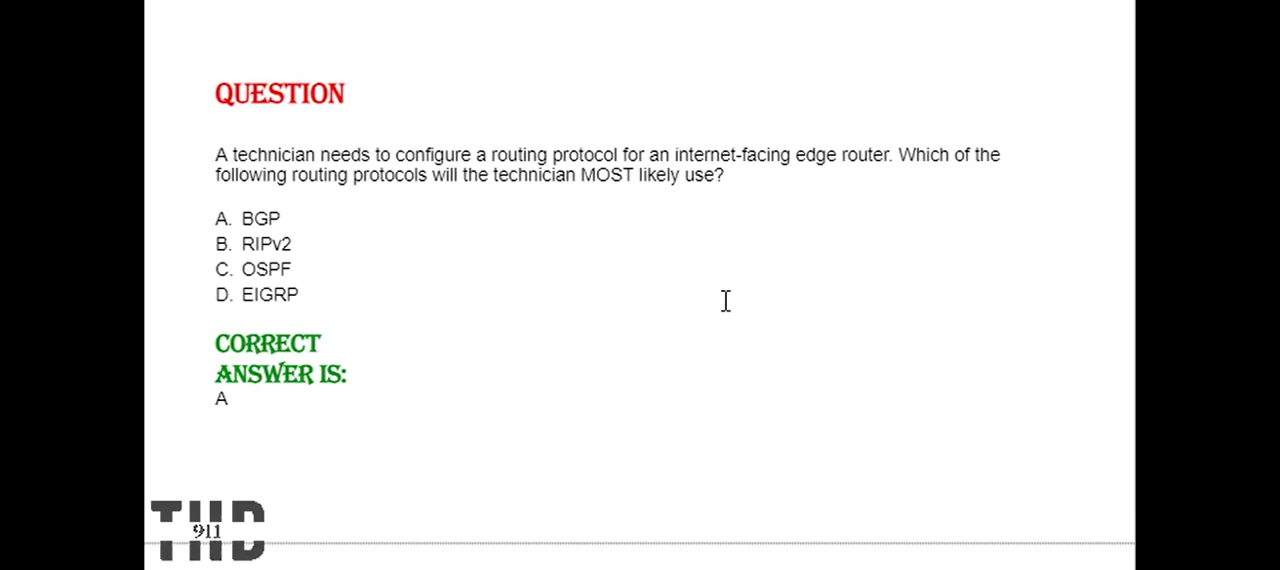 QUESTION
A technician needs to configure a routing protocol for an internet-facing edge router. Which of the
following routing protocols will the technician MOST likely use?
A. BGP
B. RIPv2
C. OSPF
D. EIGRP
CORRECT
ANSWER IS:
A
THD
911